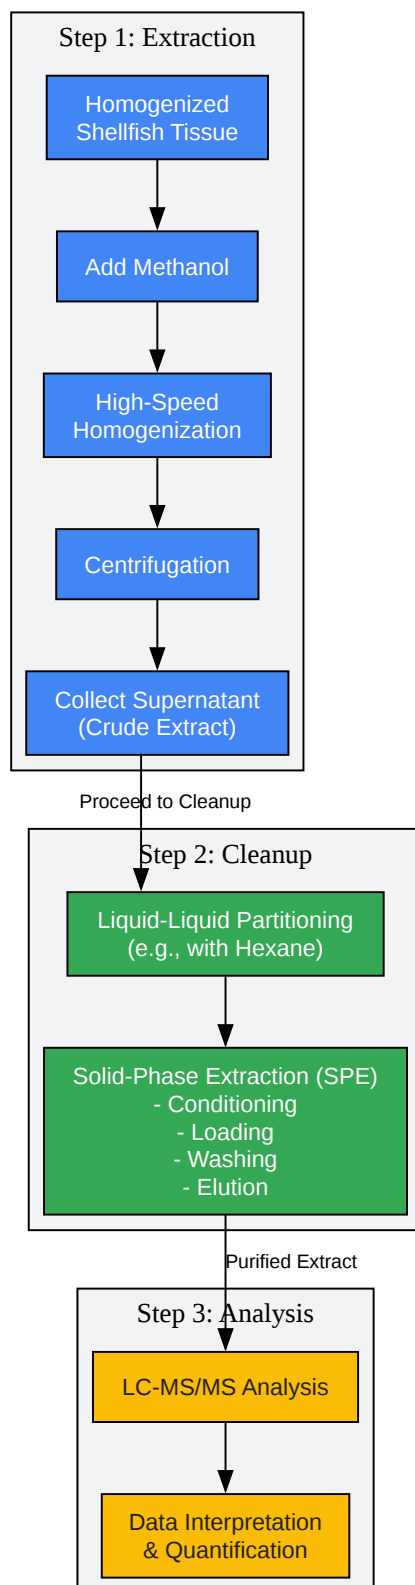 Step 1: Extraction
Homogenized
Shellfish Tissue
Add Methanol
High-Speed
Homogenization
Centrifugation
Collect Supernatant
(Crude Extract)
Proceed to Cleanup
Step 2: Cleanup
Liquid-Liquid Partitioning
(e.g., with Hexane)
Solid-Phase Extraction (SPE)
- Conditioning
- Loading
- Washing
- Elution
Purified Extract
Step 3: Analysis
LC-MS/MS Analysis
Data Interpretation
& Quantification